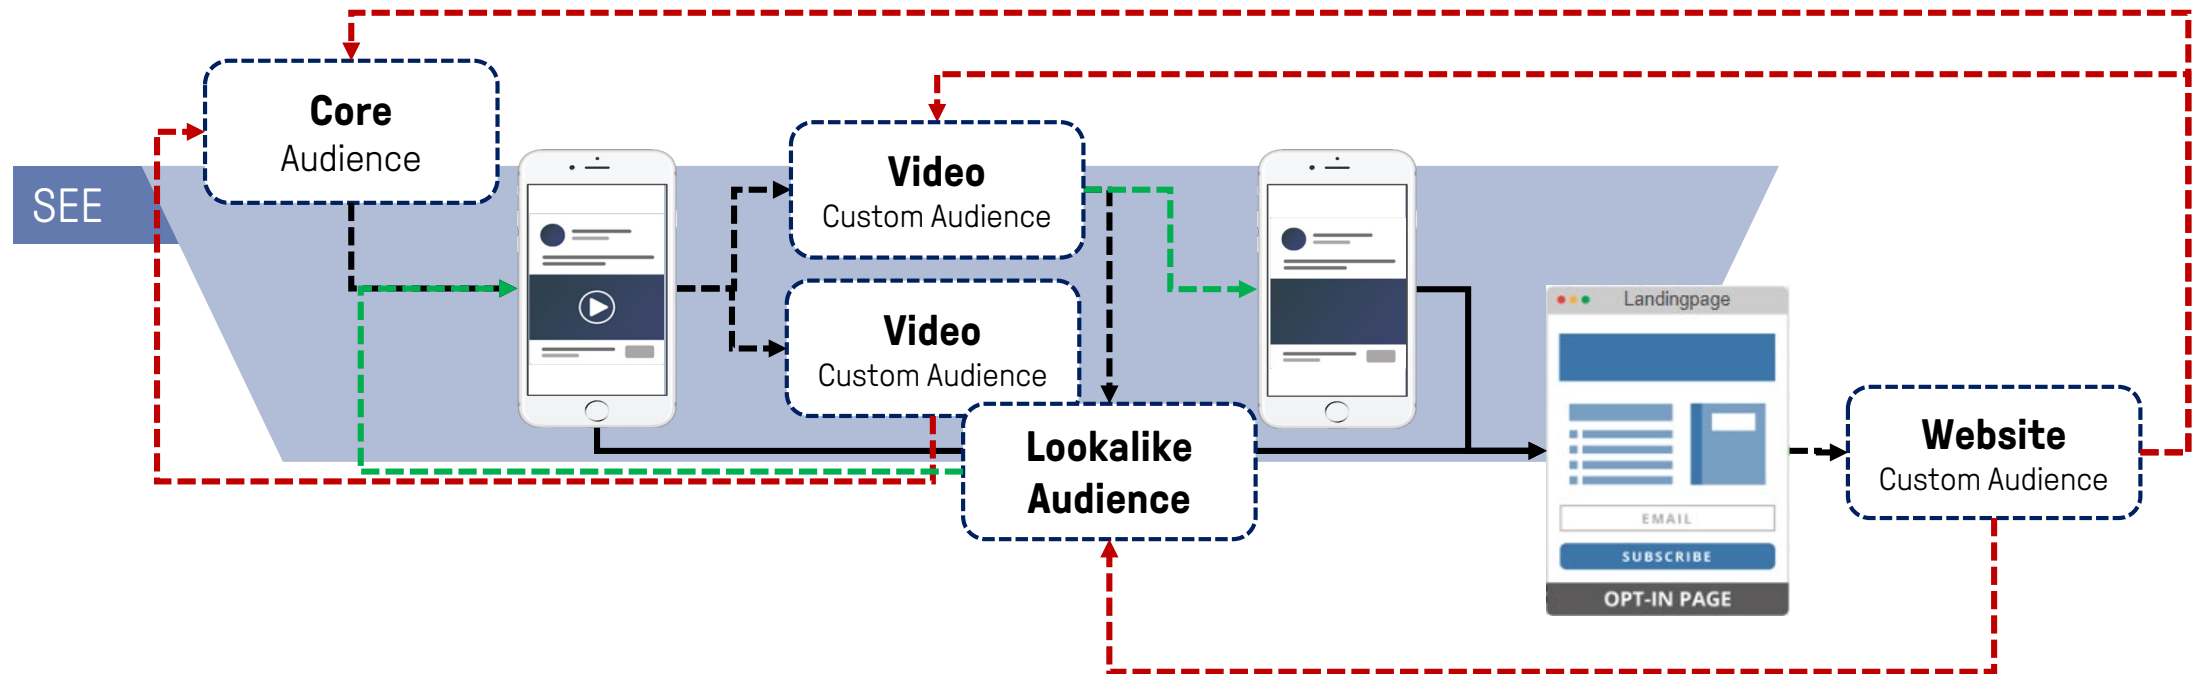 Core
Audience
SEE
Video
Custom Audience
Video
Custom Audience
Lookalike
Audience
Landingpage
EMAIL
SUBSCRIBE
OPT-IN PAGE
Website
Custom Audience